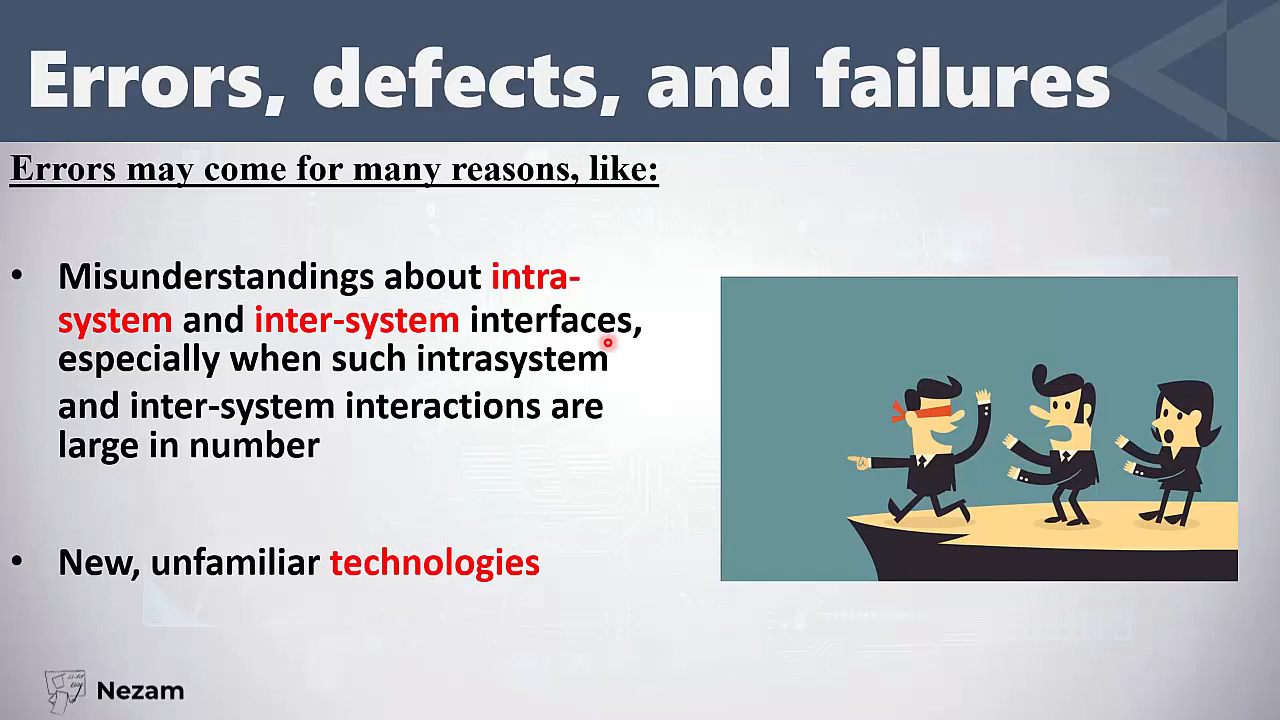 Errors, defects, and failures
Errors may come for many reasons, like:
• Misunderstandings about intra-
system and inter-system interfaces,
especially when such intrasystem
and inter-system interactions are
large in number
• New, unfamiliar technologies
Nezam